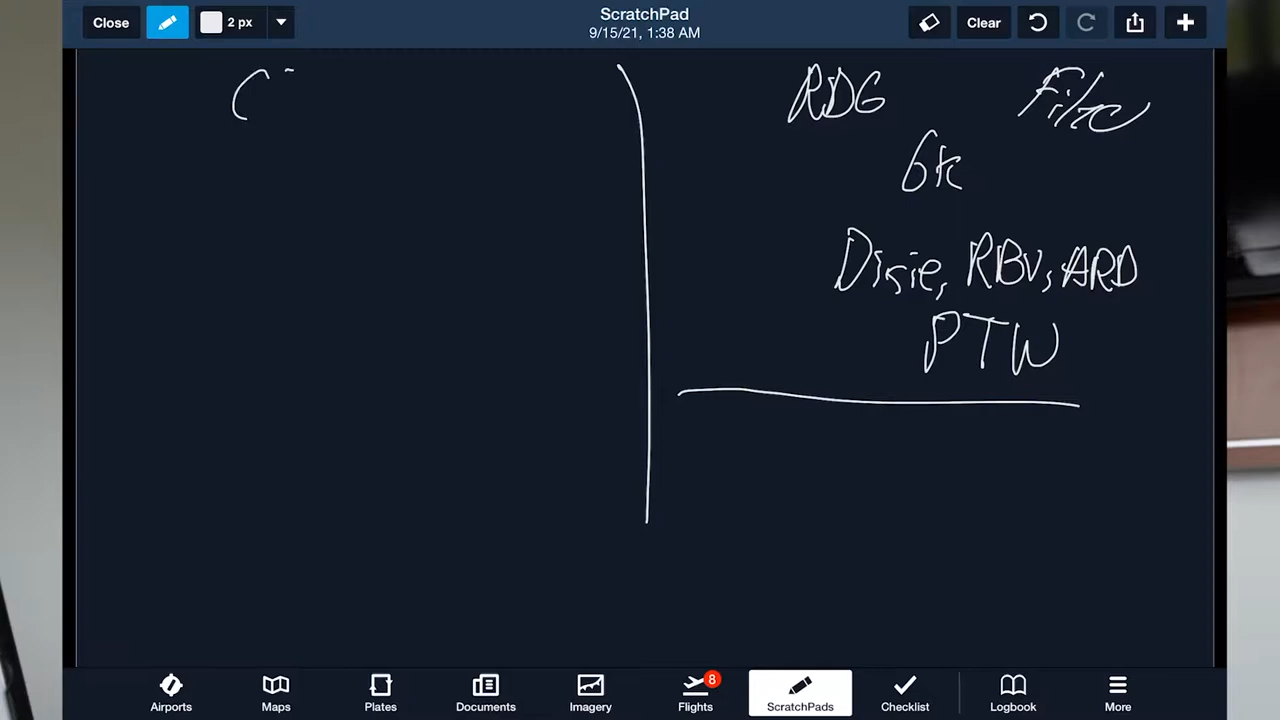 ScratchPad
Close 2 px 9/15/21, 1:38 AM Clear
RDG Filed
6k
Dixie, RBV, ARD
PTW
8
Airports Maps Plates Documents Imagery Flights ScratchPads Checklist Logbook More